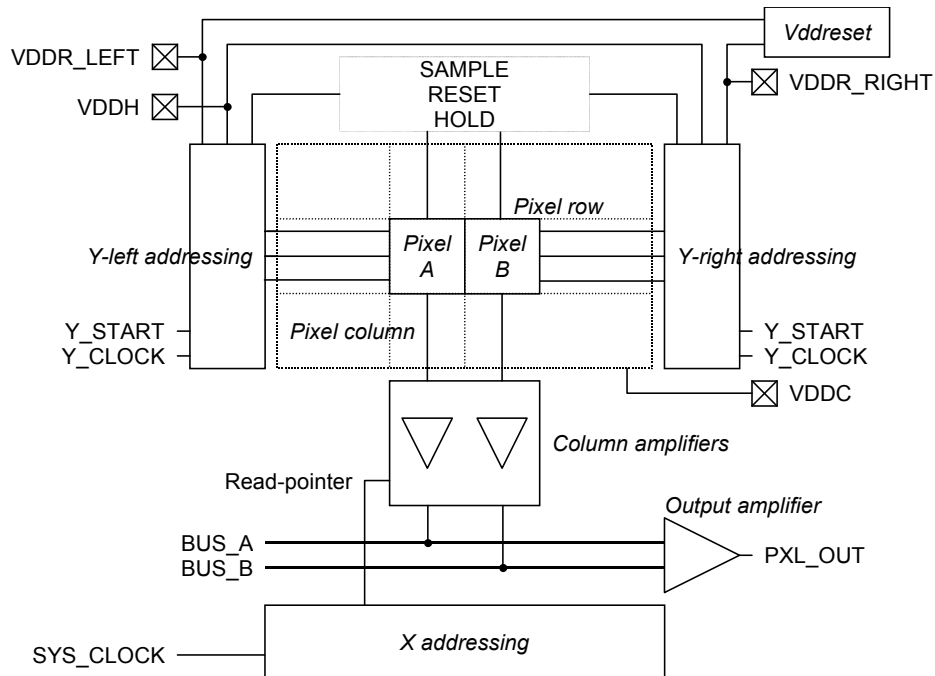 Vddreset
VDDR_LEFT
VDDR_RIGHT
VDDH
SAMPLE
RESET
HOLD
Pixel row
Pixel
A
Pixel
B
Y-left addressing
Y-right addressing
Pixel column
Y_START
Y_CLOCK
Y_START
Y_CLOCK
VDDC
Column amplifiers
Read-pointer
Output amplifier
BUS_A
BUS_B
PXL_OUT
X addressing
SYS_CLOCK